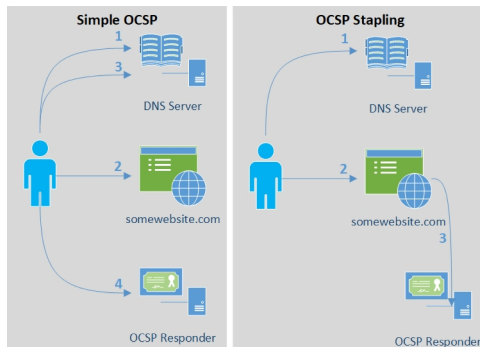 Simple OCSP
1
3
DNS Server
2
somewebsite.com
4
OCSP Responder
OCSP Stapling
1
DNS Server
2
somewebsite.com
3
OCSP Responder